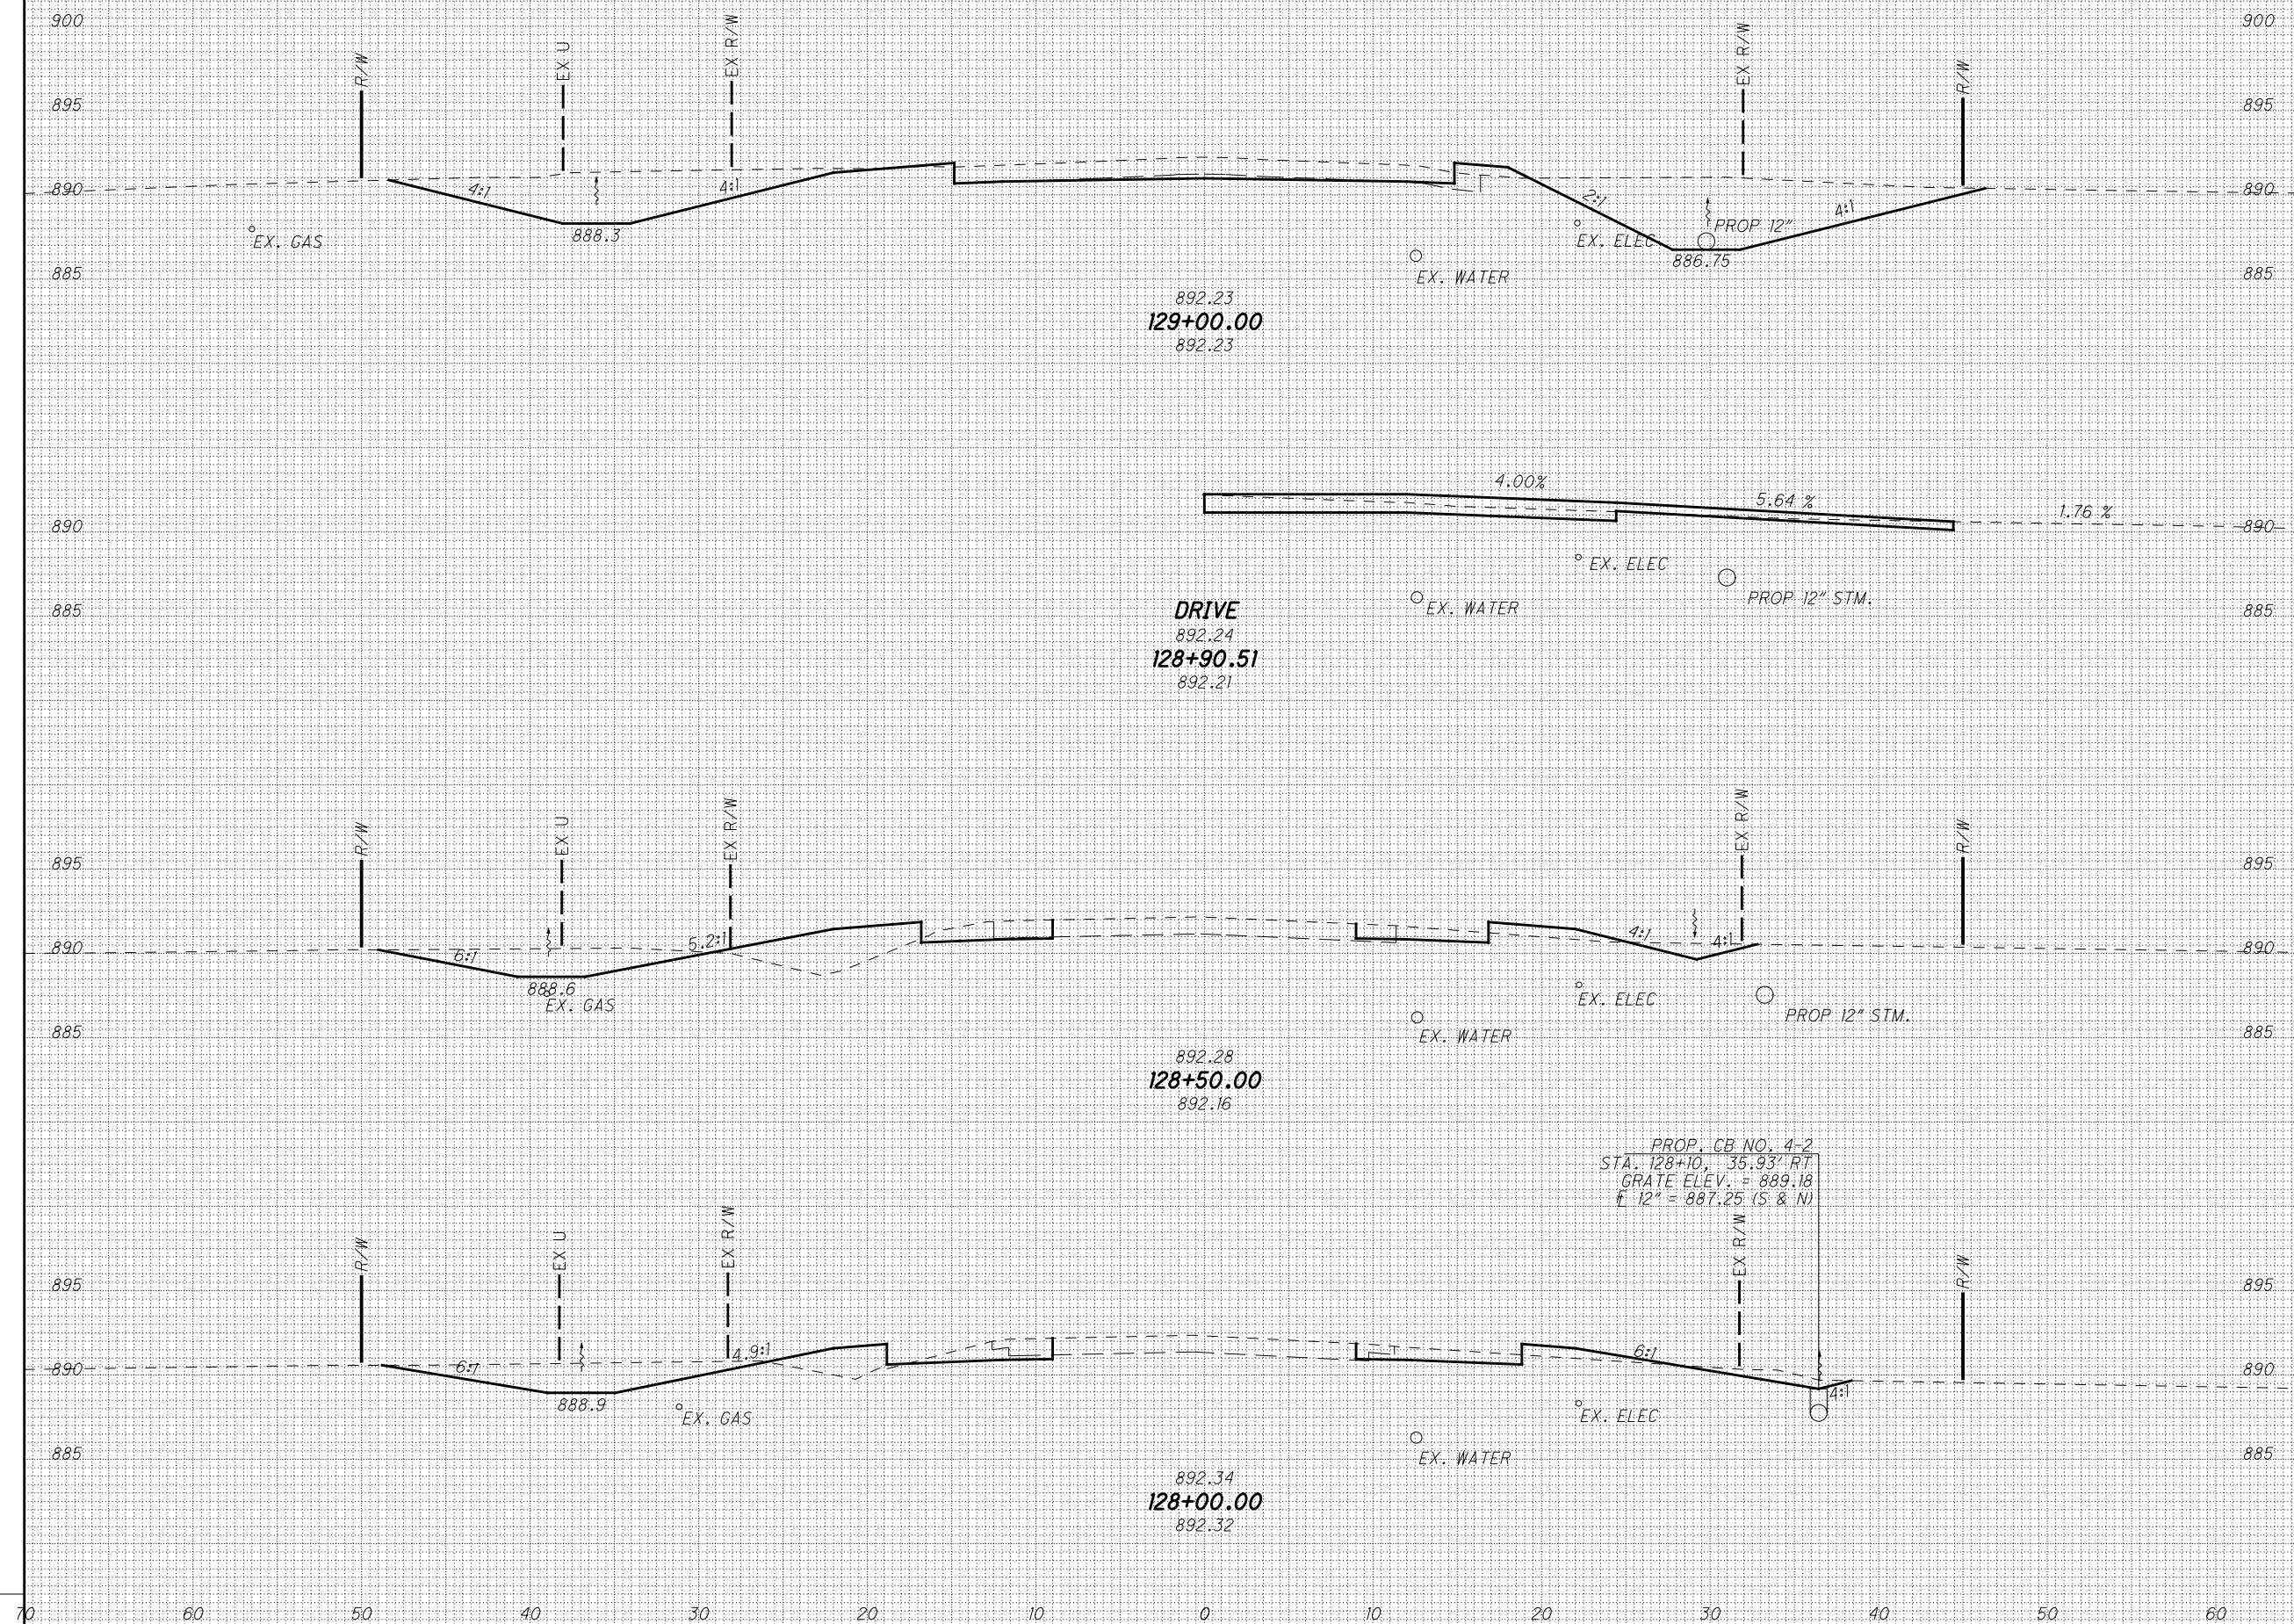 900 900
EX R/W EX R/W
EX U
R/W R/W
895 895
890 4:1 4:1 2:1 4:1 890
PROP 12"
EX. GAS 888.3 EX. ELEC
886.75
885 EX. WATER 885
892.23
129+00.00
892.23
4.00%
5.64 %
1.76 %
890 890
EX. ELEC
PROP 12" STM.
885 EX. WATER 885
DRIVE
892.24
128+90.51
892.21
EX R/W EX R/W
R/W EX U R/W
895 895
890 6:1 5.2:1 4:1 4:1 890
888.6
EX. GAS EX. ELEC
PROP 12" STM.
885 EX. WATER 885
892.28
128+50.00
892.16
PROP. CB NO. 4-2
STA. 128+10, 35.93' RT
GRATE ELEV. = 889.18
12" = 887.25 (S & N)
EX R/W EX R/W
R/W EX U R/W
895 895
4.9:1 6:1
890 6:1 890
4:1
888.9
EX. GAS EX. ELEC
885 EX. WATER 885
892.34
128+00.00
892.32
70 60 50 40 30 20 10 0 10 20 30 40 50 60